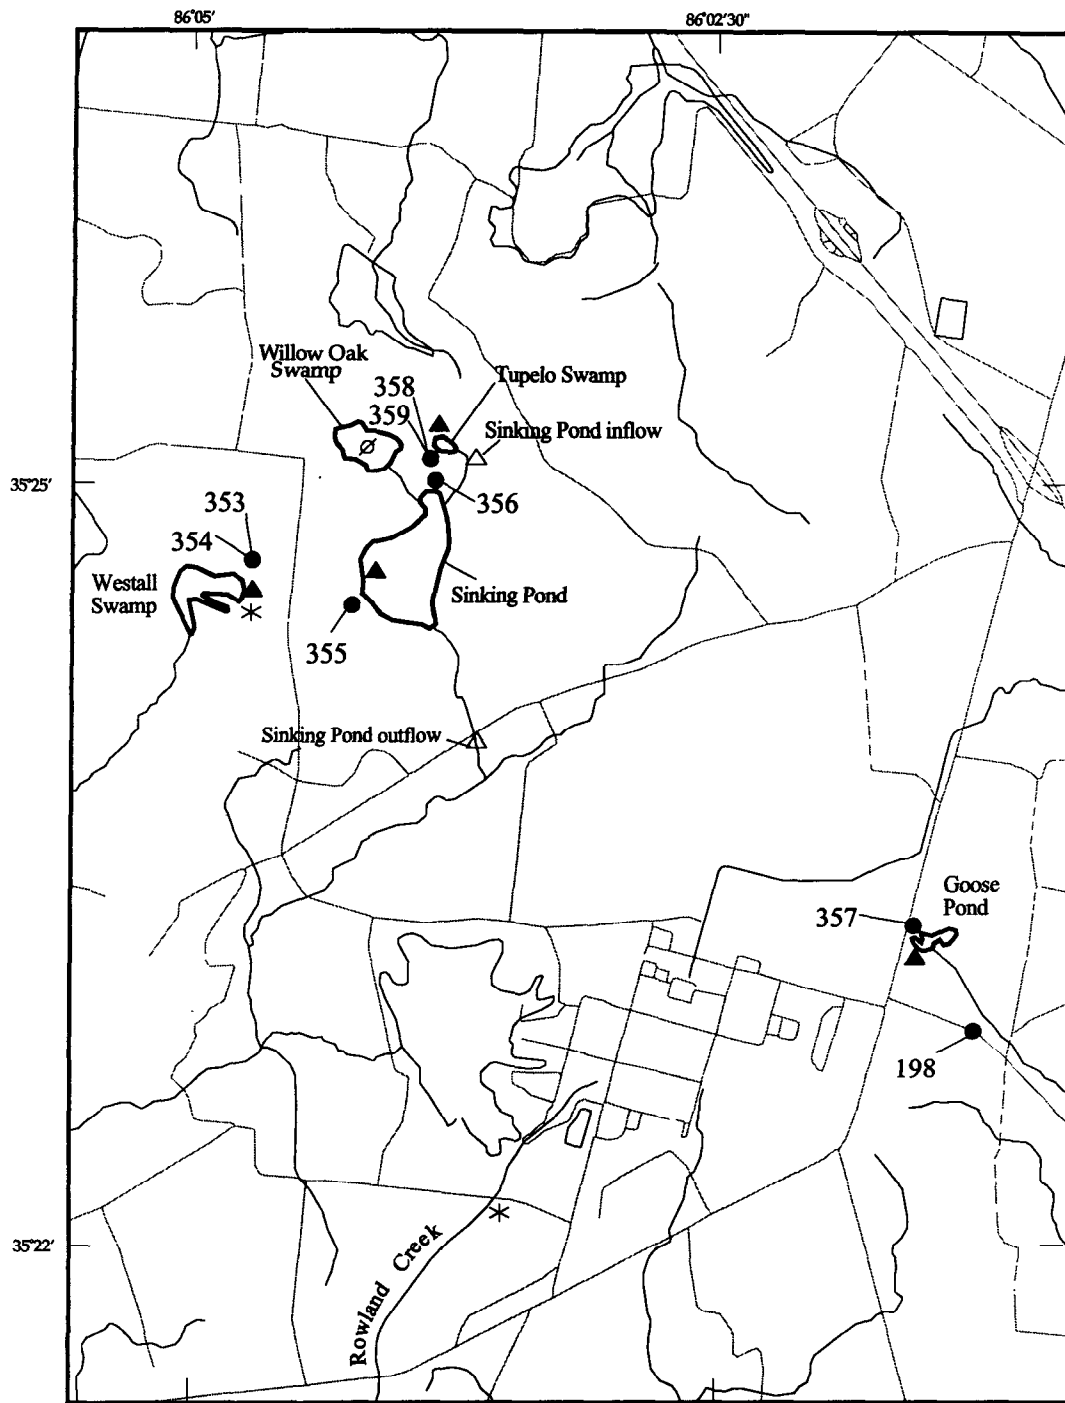 86°05'
86°02'30"
Willow Oak
Swamp
358
359
Tupelo Swamp
Sinking Pond inflow
35°25'
356
353
354
Westall
Swamp
Sinking Pond
355
Sinking Pond outflow
Goose
Pond
357
198
35°22'
Rowland Creek